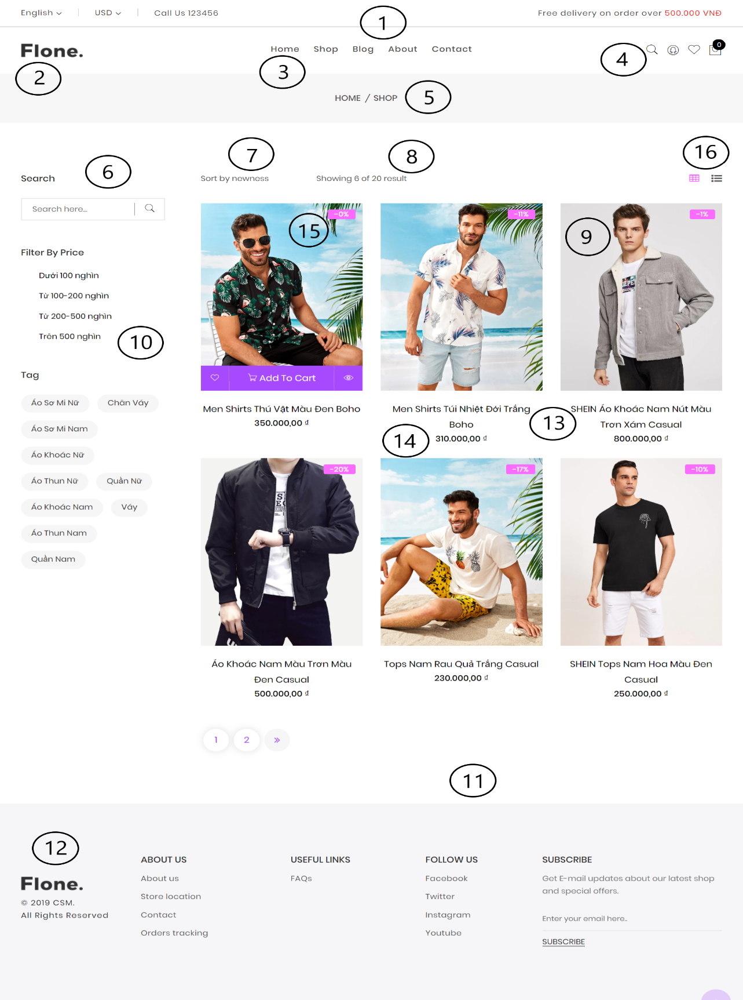 English
USD
Call Us 123456
1
Free delivery on order over 500.000 VNĐ
Flone.
Home
Shop
Blog
About
Contact
0
2
3
4
HOME / SHOP
5
6
7
8
16
Search
Sort by newness
Showing 6 of 20 result
Search here...
Filter By Price
Dưới 100 nghìn
Từ 100-200 nghìn
Từ 200-500 nghìn
Trên 500 nghìn
10
Tag
Áo Sơ Mi Nữ
Chân Váy
Áo Sơ Mi Nam
Áo Khoác Nữ
Áo Thun Nữ
Quần Nữ
Áo Khoác Nam
Váy
Áo Thun Nam
Quần Nam
-0%
15
-11%
-1%
9
Add To Cart
Men Shirts Thú Vật Màu Đen Boho
350.000,00 ₫
Men Shirts Túi Nhiệt Đới Trắng
Boho
310.000,00 ₫
14
13
SHEIN Áo Khoác Nam Nút Màu
Trơn Xám Casual
800.000,00 ₫
-20%
-17%
-10%
Áo Khoác Nam Màu Trơn Màu
Đen Casual
500.000,00 ₫
Tops Nam Rau Quả Trắng Casual
230.000,00 ₫
SHEIN Tops Nam Hoa Màu Đen
Casual
250.000,00 ₫
1
2
»
11
12
Flone.
© 2019 CSM.
All Rights Reserved
ABOUT US
About us
Store location
Contact
Orders tracking
USEFUL LINKS
FAQs
FOLLOW US
Facebook
Twitter
Instagram
Youtube
SUBSCRIBE
Get E-mail updates about our latest shop
and special offers.
Enter your email here..
SUBSCRIBE